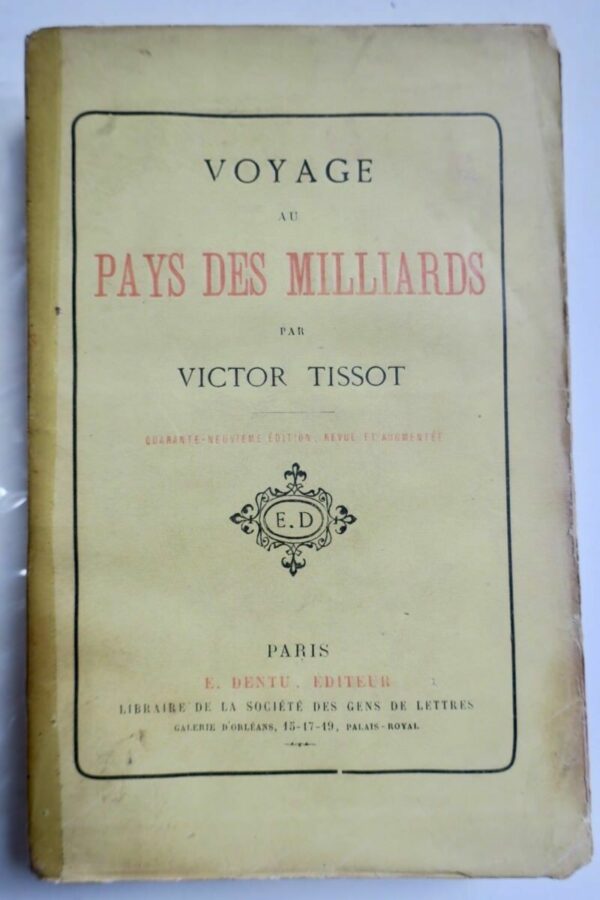 VOYAGE
AU
PAYS DES MILLIARDS
PAR
VICTOR TISSOT
QUARANTE-NEUVIÈME ÉDITION, REVUE ET AUGMENTÉE
E.D
PARIS
E. DENTU, EDITEUR
LIBRAIRE DE LA SOCIÉTÉ DES GENS DE LETTRES
GALERIE D'ORLÉANS, 15-17-19, PALAIS-ROYAL